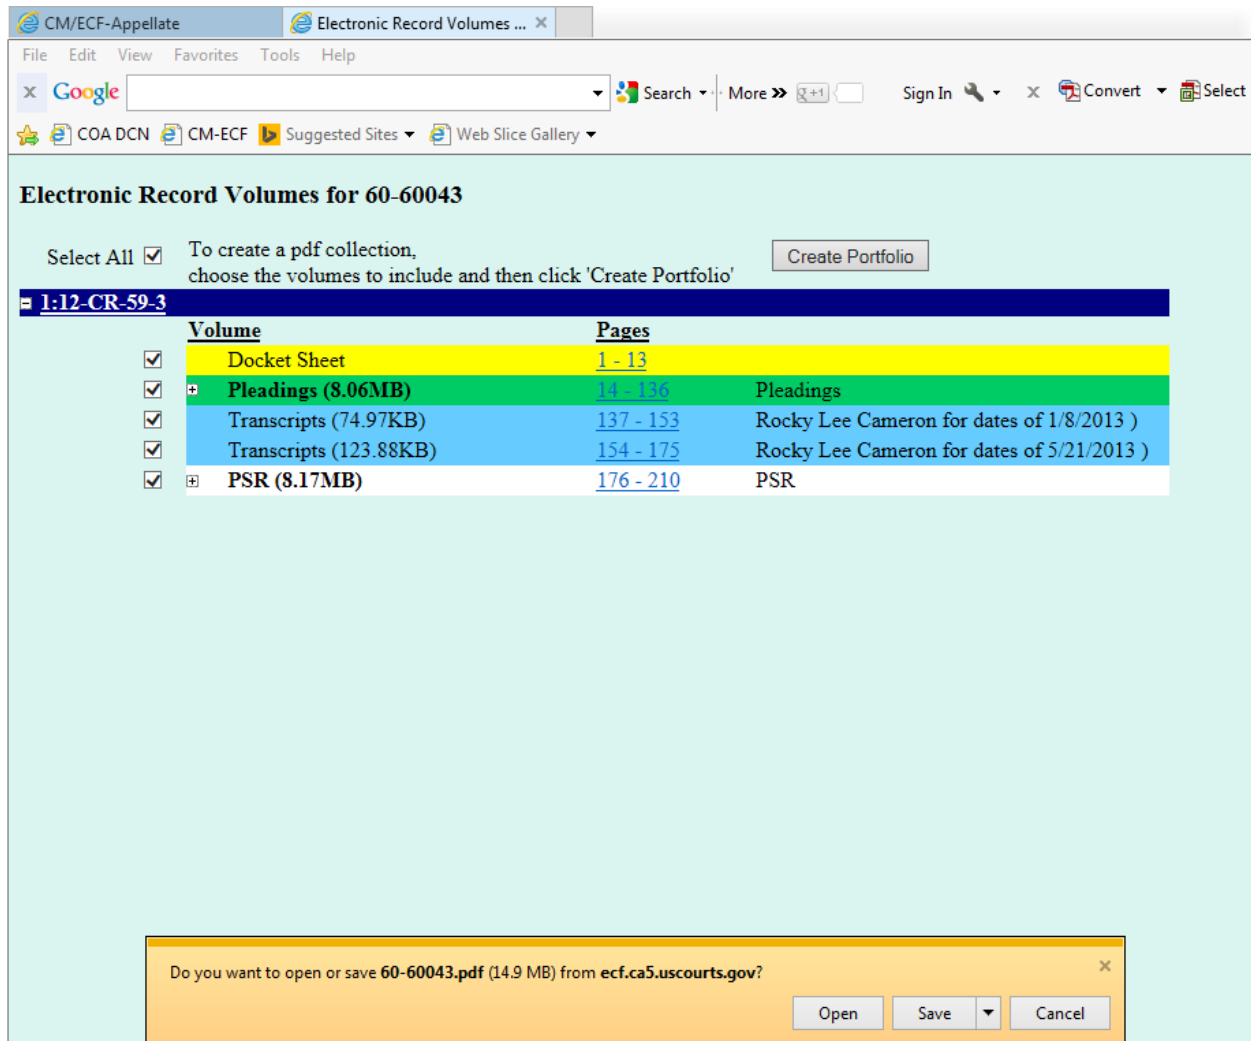 CM/ECF-Appellate Electronic Record Volumes ... ×
File Edit View Favorites Tools Help
x Google Search More >> g+1 Sign In x Convert Select
COA DCN CM-ECF Suggested Sites Web Slice Gallery
Electronic Record Volumes for 60-60043
Select All To create a pdf collection,
choose the volumes to include and then click 'Create Portfolio' Create Portfolio
1:12-CR-59-3
Volume Pages
Docket Sheet 1 - 13
Pleadings (8.06MB) 14 - 136 Pleadings
Transcripts (74.97KB) 137 - 153 Rocky Lee Cameron for dates of 1/8/2013 )
Transcripts (123.88KB) 154 - 175 Rocky Lee Cameron for dates of 5/21/2013 )
PSR (8.17MB) 176 - 210 PSR
Do you want to open or save 60-60043.pdf (14.9 MB) from ecf.ca5.uscourts.gov? ×
Open Save Cancel